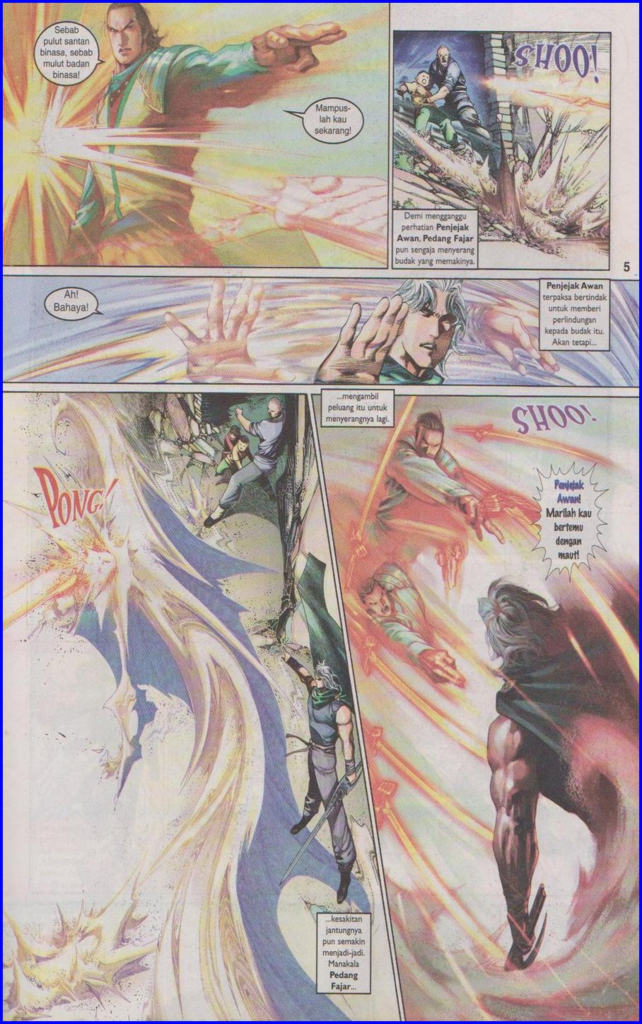 Sebab
pulut santan
binasa, sebab
mulut badan
binasa!
Mampus-
lah kau
sekarang!
SHOO!
Demi mengganggu
perhatian Penjejak
Awan, Pedang Fajar
pun sengaja menyerang
budak yang memakinya.
5
Ah!
Bahaya!
Penjejak Awan
terpaksa bertindak
untuk memberi
perlindungan
kepada budak itu.
Akan tetapi...
...mengambil
peluang itu untuk
menyerangnya lagi.
PONG!
SHOO!
Penjejak
Awan!
Marilah kau
bertemu
dengan
maut!
...kesakitan
jantungnya
pun semakin
menjadi-jadi.
Manakala
Pedang
Fajar...